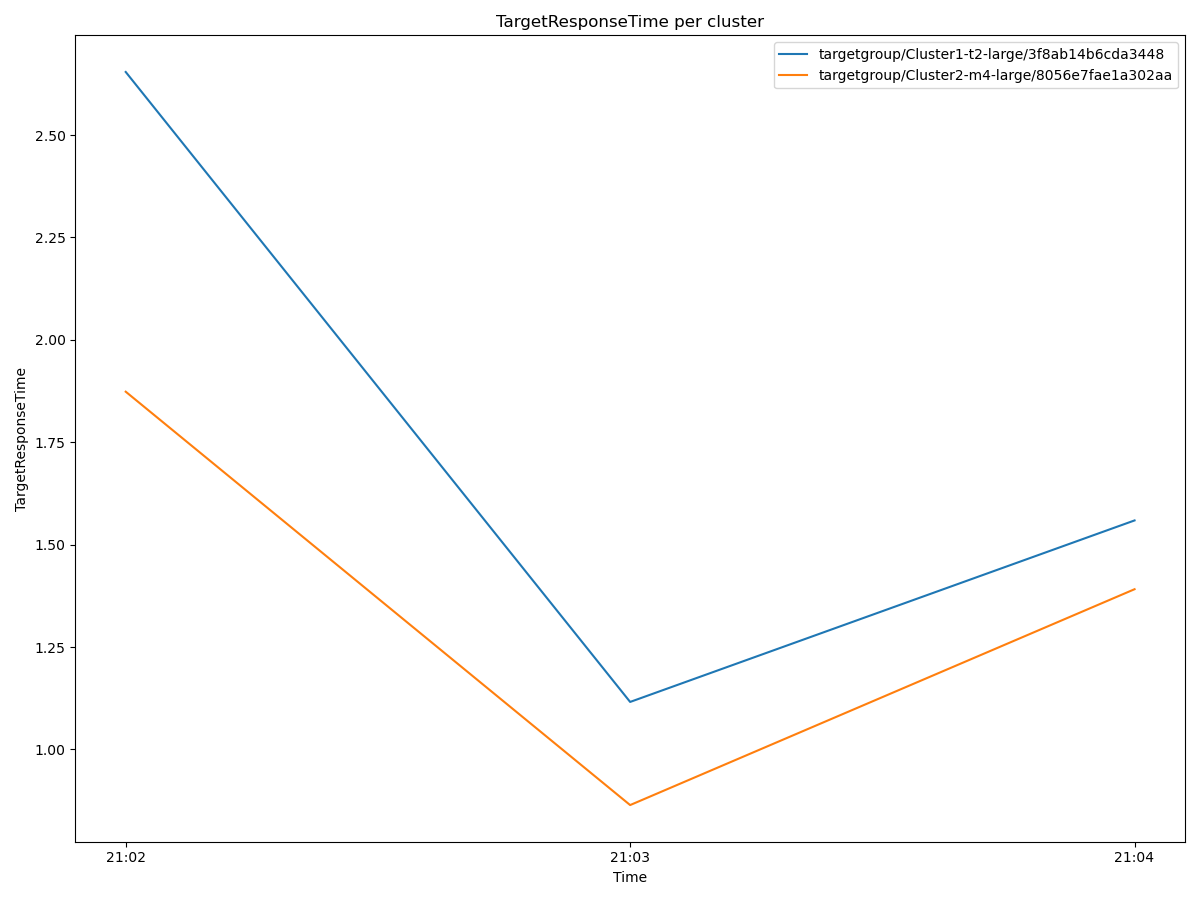 TargetResponseTime per cluster
targetgroup/Cluster1-t2-large/3f8ab14b6cda3448
targetgroup/Cluster2-m4-large/8056e7fae1a302aa
TargetResponseTime
2.50
2.25
2.00
1.75
1.50
1.25
1.00
21:02 21:03 21:04
Time